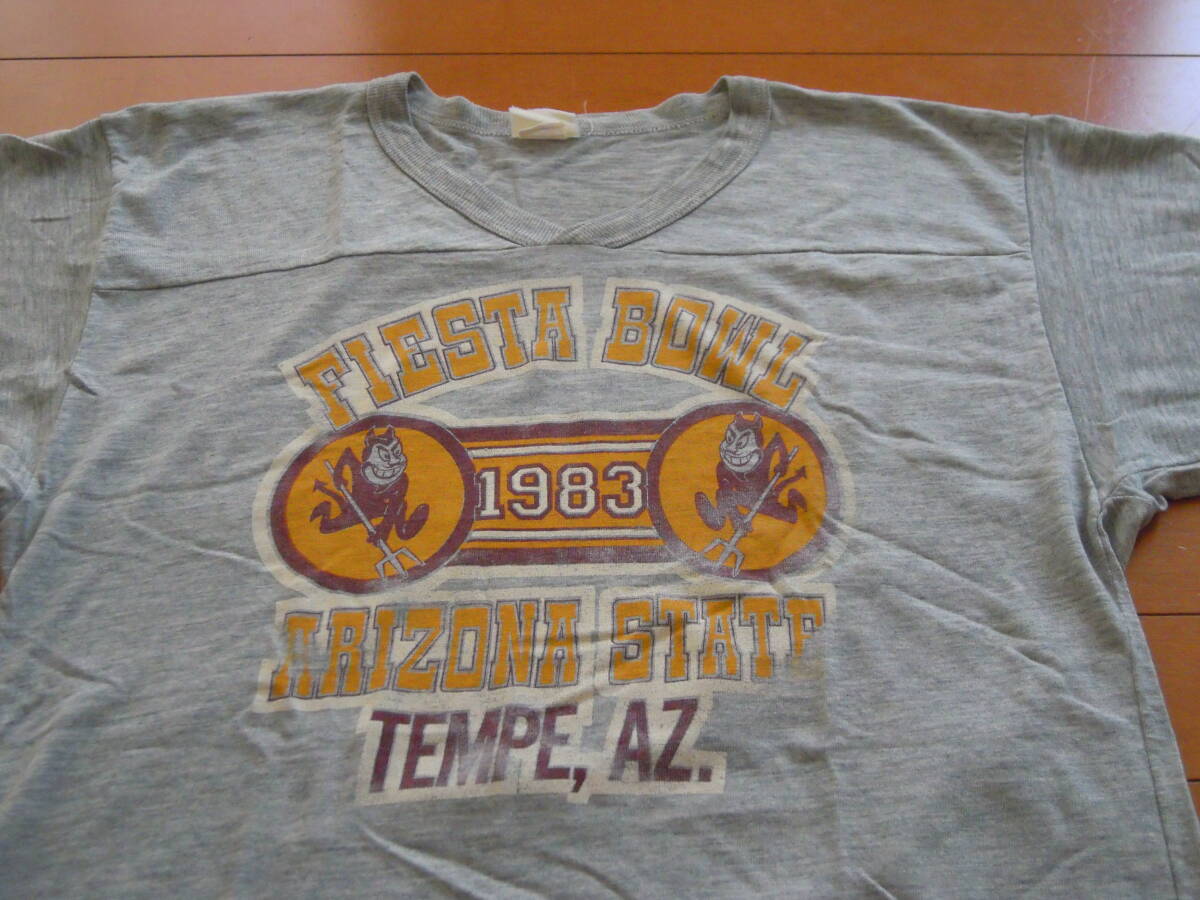 FIESTA BOWL
1983
ARIZONA STATE
TEMPE, AZ.